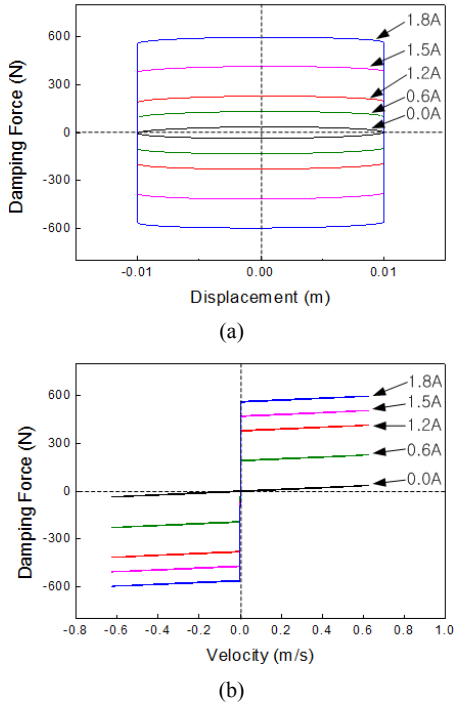 1.8A
600
1.5A
300
1.2A
0.6A
0
0.0A
-300
-600
Damping Force (N)
-0.01
0.00
0.01
Displacement (m)
(a)
1.8A
600
1.5A
1.2A
300
0.6A
0.0A
0
-300
-600
Damping Force (N)
-0.8
-0.6
-0.4
-0.2
0.0
0.2
0.4
0.6
0.8
1.0
Velocity (m/s)
(b)